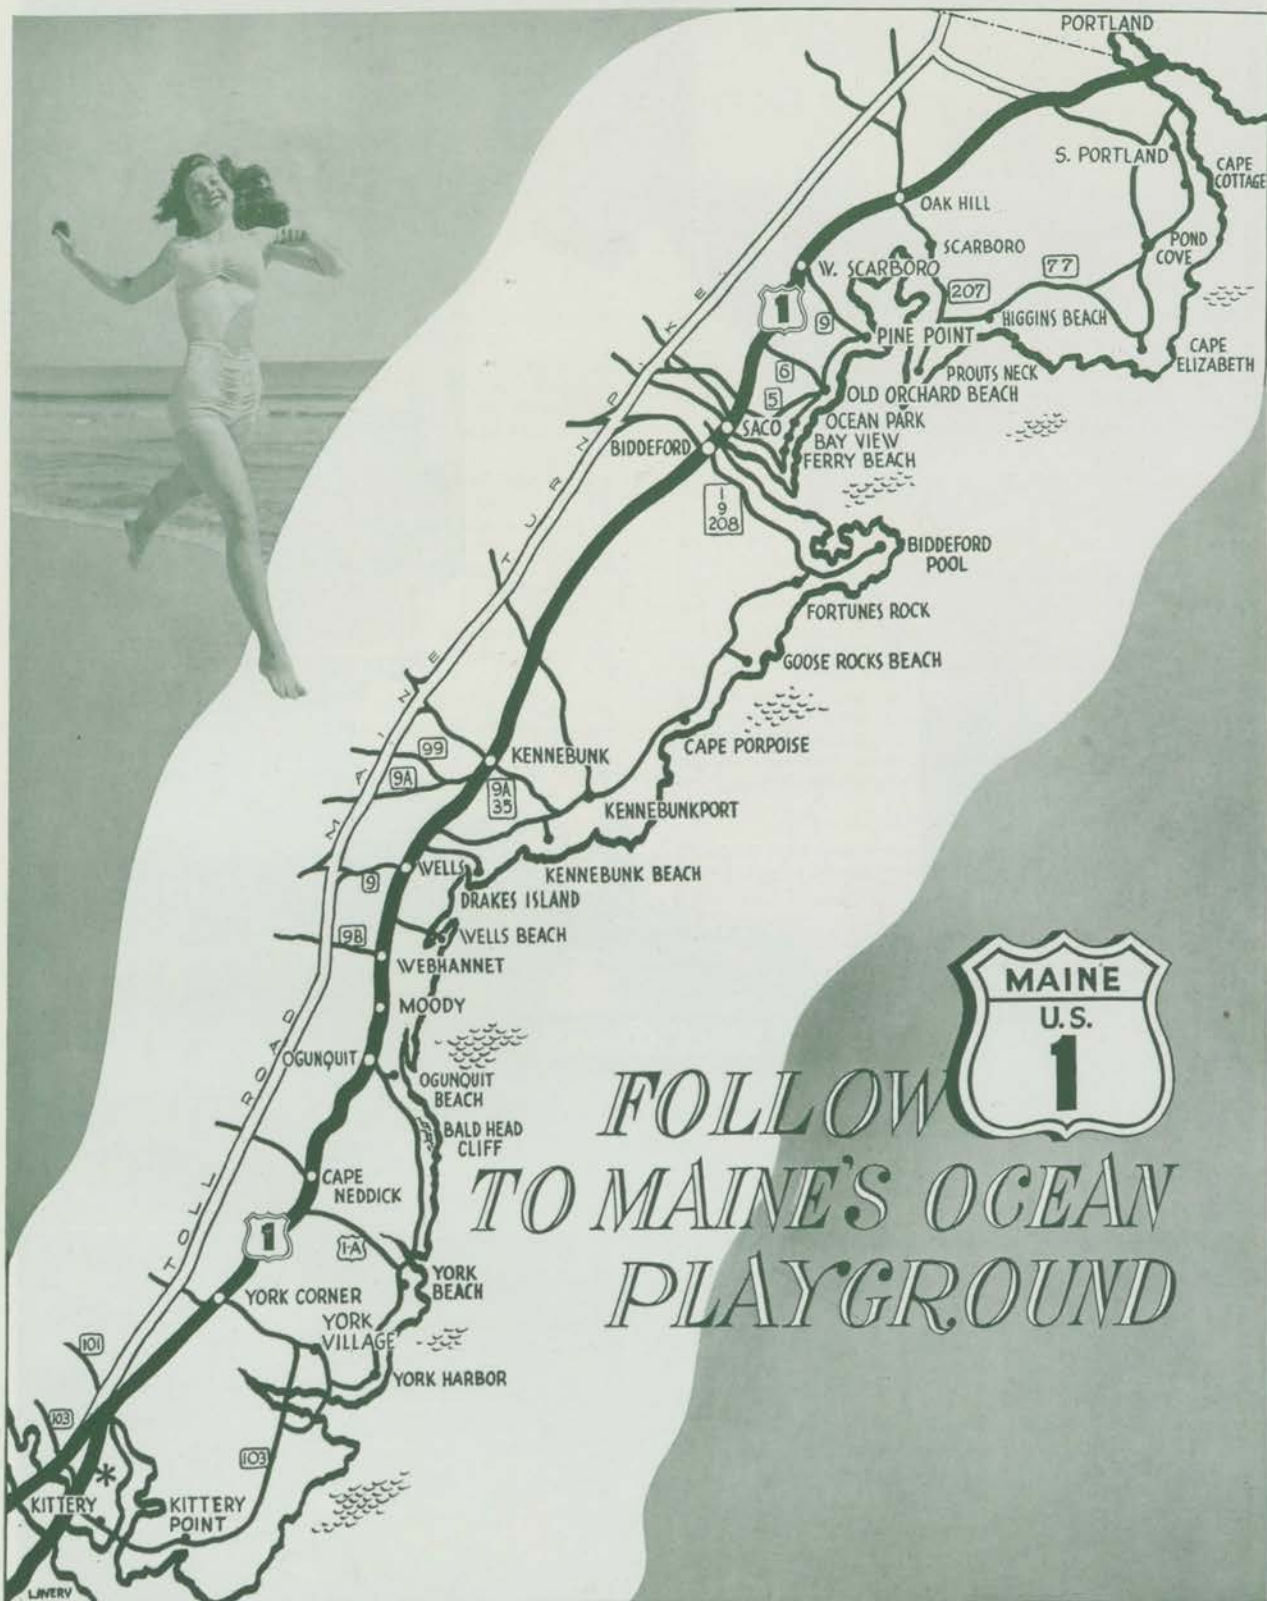 PORTLAND
S. PORTLAND
CAPE
COTTAGE
OAK HILL
SCARBORO
POND
COVE
W. SCARBORO
77
207
1
9
PINE POINT
HIGGINS BEACH
CAPE
ELIZABETH
6
PROUTS NECK
5
OLD ORCHARD BEACH
SACO
OCEAN PARK
BAY VIEW
BIDDEFORD
FERRY BEACH
1
9
208
BIDDEFORD
POOL
FORTUNES ROCK
GOOSE ROCKS BEACH
CAPE PORPOISE
99
KENNEBUNK
9A
9A
35
KENNEBUNKPORT
WELLS
9
KENNEBUNK BEACH
DRAKES ISLAND
9B
WELLS BEACH
WEBHANNET
MOODY
OGUNQUIT
OGUNQUIT
BEACH
BALD HEAD
CLIFF
CAPE
NEDDICK
1
1-A
YORK
BEACH
YORK CORNER
YORK
VILLAGE
YORK HARBOR
101
103
103
*
KITTERY
KITTERY
POINT
LAVERY
TOLL ROAD
MAINE TURNPIKE
MAINE
U.S.
1
FOLLOW
TO MAINE'S OCEAN
PLAYGROUND